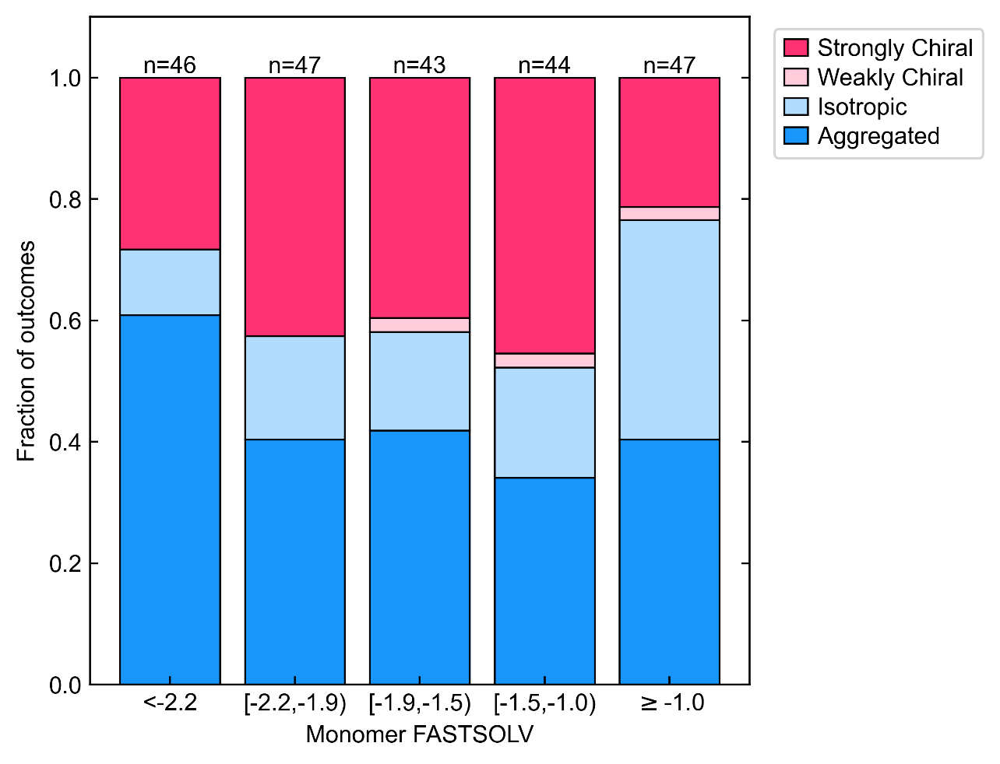 n=46 n=47 n=43 n=44 n=47
Strongly Chiral
Weakly Chiral
Isotropic
Aggregated
Fraction of outcomes
1.0
0.8
0.6
0.4
0.2
0.0
<-2.2 [-2.2,-1.9) [-1.9,-1.5) [-1.5,-1.0) ≥ -1.0
Monomer FASTSOLV